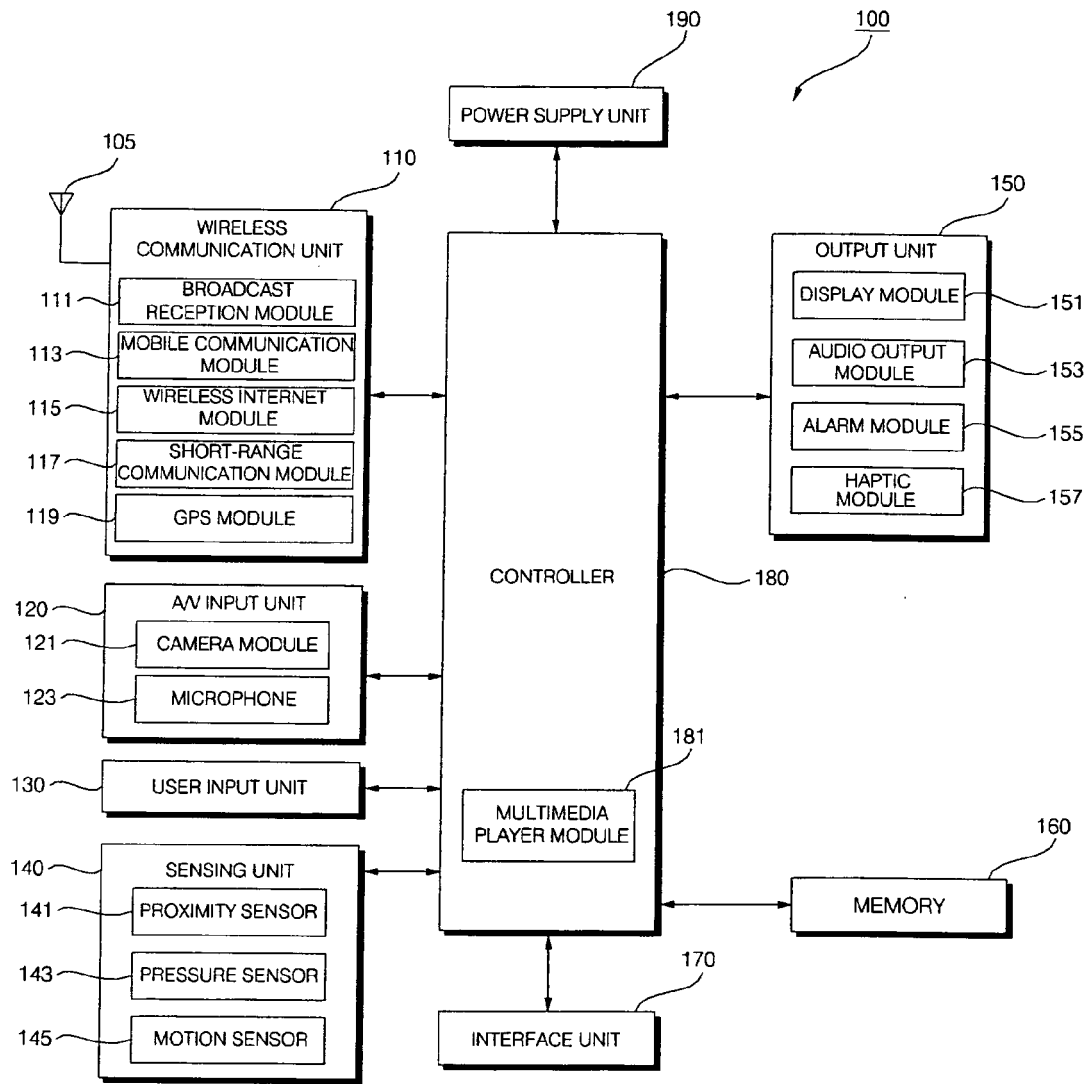 190
100
POWER SUPPLY UNIT
105
110
150
WIRELESS
COMMUNICATION UNIT
OUTPUT UNIT
111
BROADCAST
RECEPTION MODULE
DISPLAY MODULE
151
113
MOBILE COMMUNICATION
MODULE
AUDIO OUTPUT
MODULE
153
115
WIRELESS INTERNET
MODULE
ALARM MODULE
155
117
SHORT-RANGE
COMMUNICATION MODULE
HAPTIC
MODULE
157
119
GPS MODULE
CONTROLLER
180
120
A/V INPUT UNIT
121
CAMERA MODULE
123
MICROPHONE
130
USER INPUT UNIT
181
MULTIMEDIA
PLAYER MODULE
140
SENSING UNIT
160
141
PROXIMITY SENSOR
MEMORY
143
PRESSURE SENSOR
170
145
MOTION SENSOR
INTERFACE UNIT